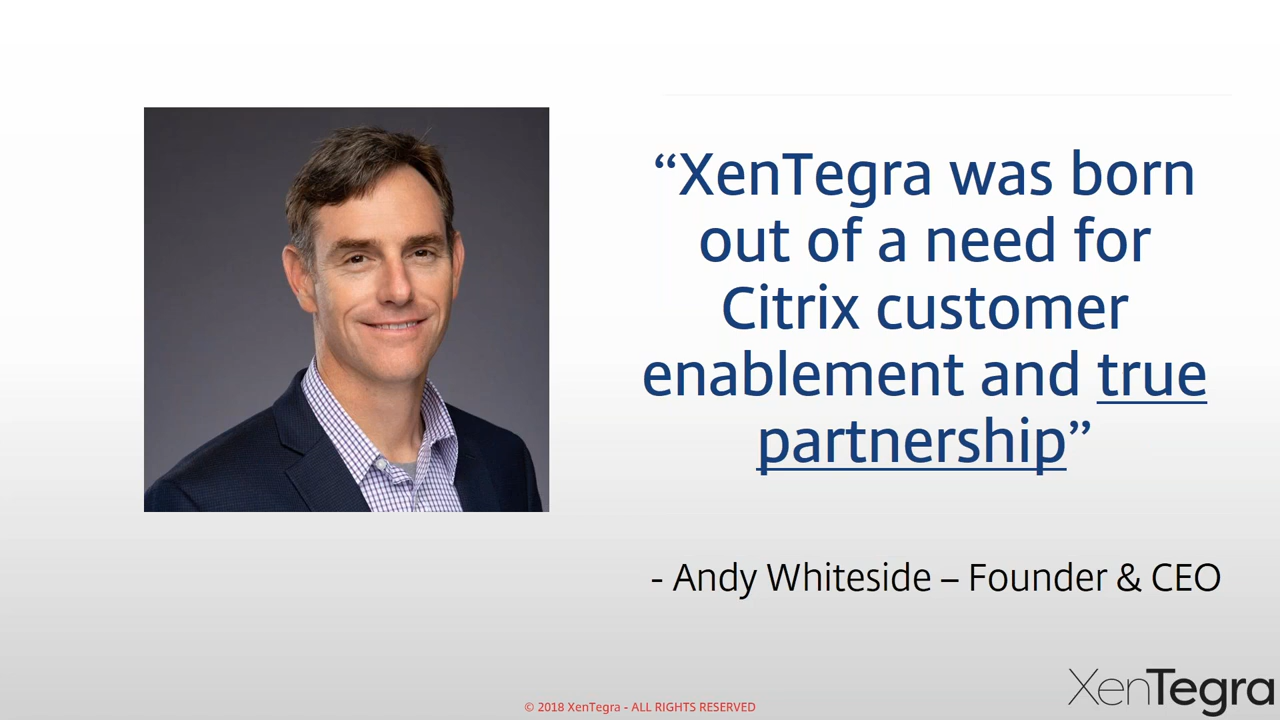 “XenTegra was born
out of a need for
Citrix customer
enablement and true
partnership”
- Andy Whiteside – Founder & CEO
XenTegra
© 2018 XenTegra - ALL RIGHTS RESERVED